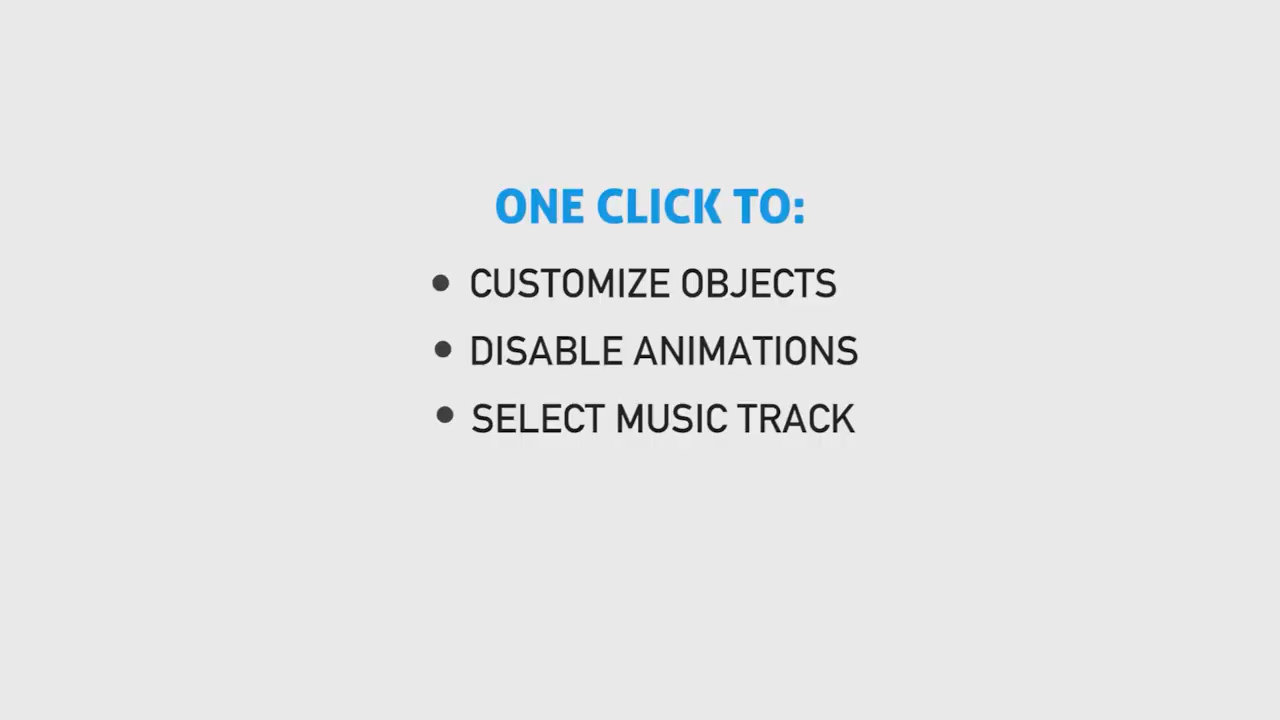 ONE CLICK TO:
• CUSTOMIZE OBJECTS
• DISABLE ANIMATIONS
• SELECT MUSIC TRACK